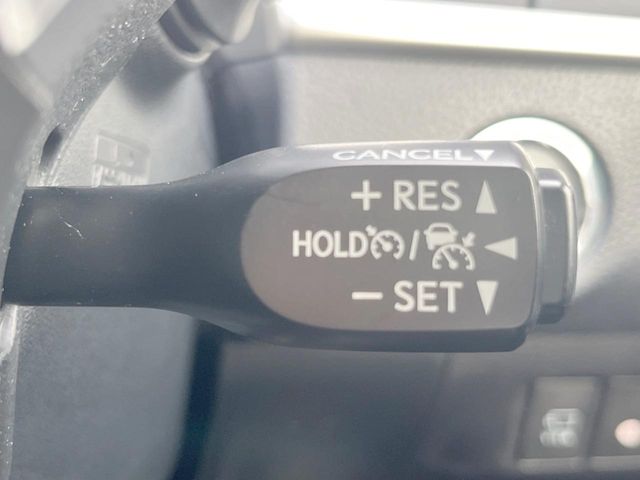 CANCEL▼
+ RES ▲
HOLD / ◀
− SET ▼